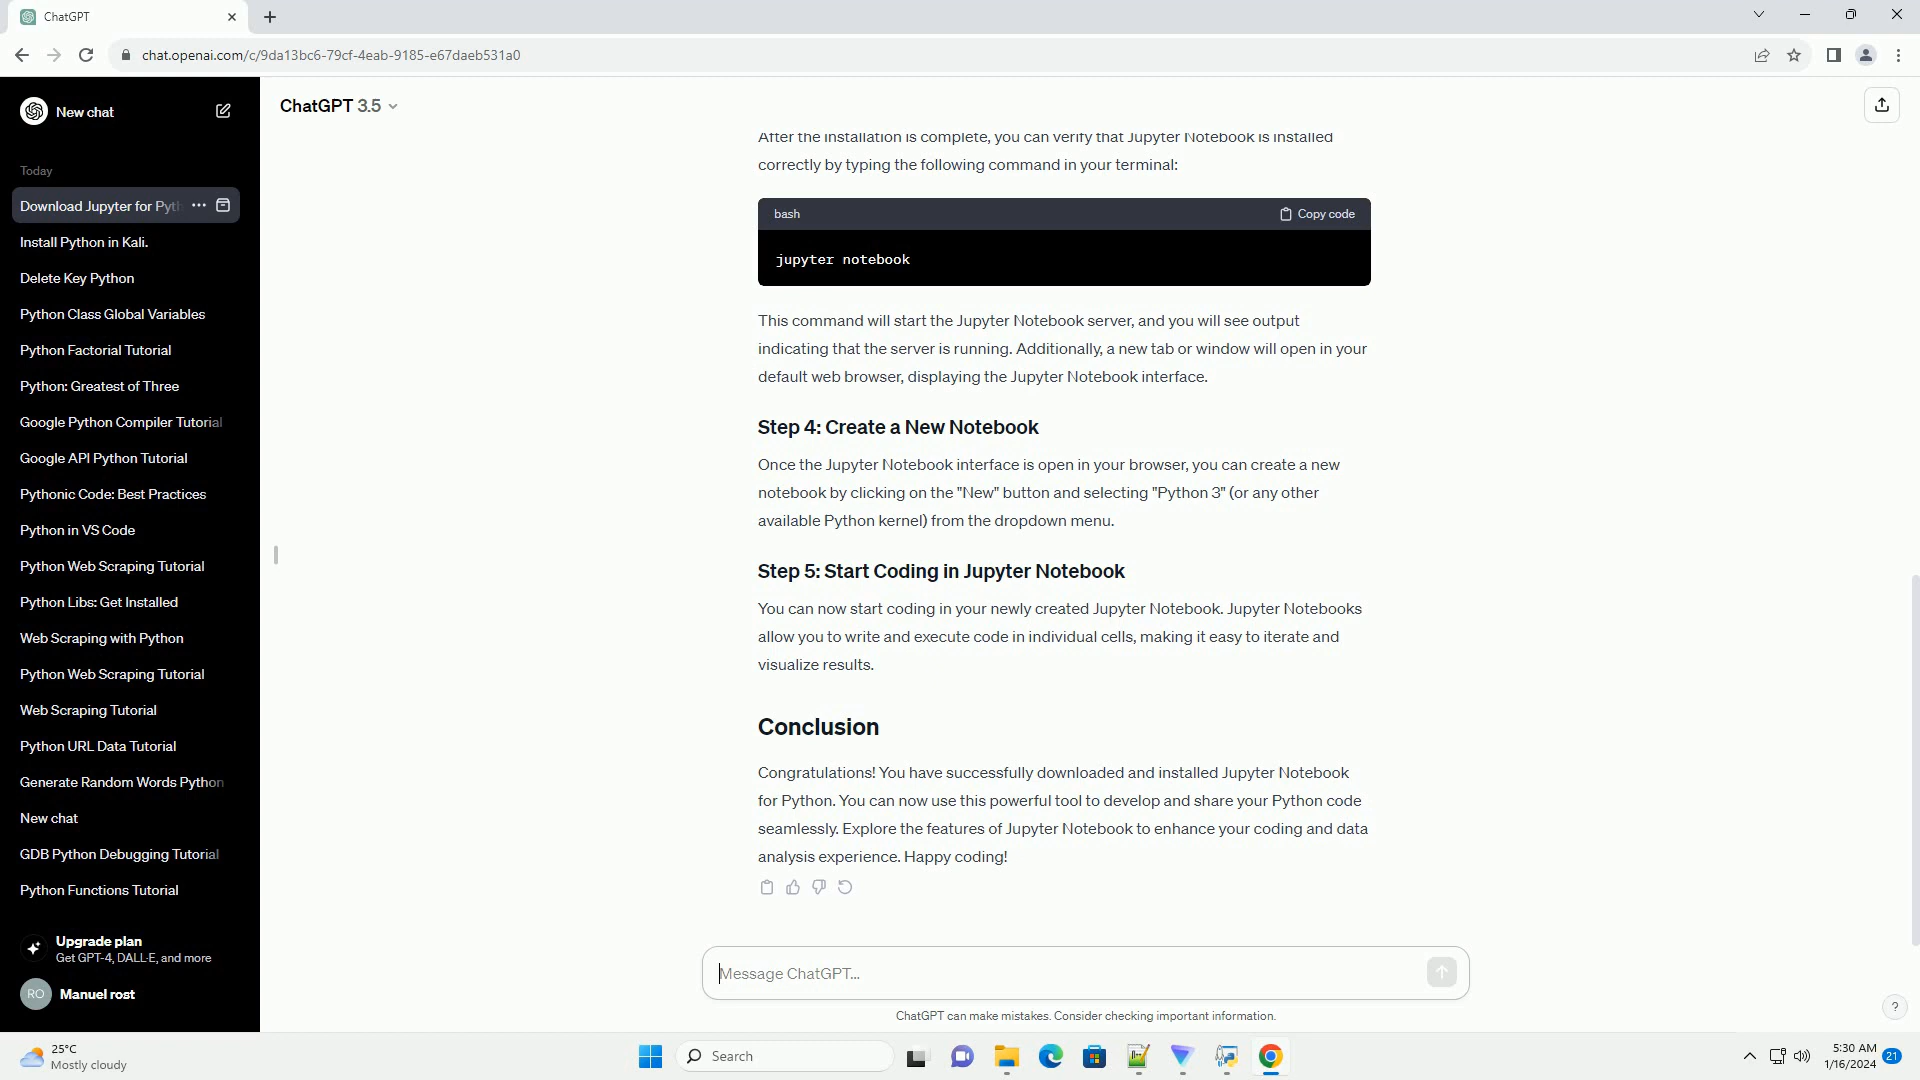 ChatGPT
chat.openai.com/c/9da13bc6-79cf-4eab-9185-e67daeb531a0
New chat
Today
Download Jupyter for Pyth
Install Python in Kali.
Delete Key Python
Python Class Global Variables
Python Factorial Tutorial
Python: Greatest of Three
Google Python Compiler Tutorial
Google API Python Tutorial
Pythonic Code: Best Practices
Python in VS Code
Python Web Scraping Tutorial
Python Libs: Get Installed
Web Scraping with Python
Python Web Scraping Tutorial
Web Scraping Tutorial
Python URL Data Tutorial
Generate Random Words Python
New chat
GDB Python Debugging Tutorial
Python Functions Tutorial
Upgrade plan
Get GPT-4, DALL·E, and more
RO
Manuel rost
ChatGPT 3.5
After the installation is complete, you can verify that Jupyter Notebook is installed
correctly by typing the following command in your terminal:
bash
Copy code
jupyter notebook
This command will start the Jupyter Notebook server, and you will see output
indicating that the server is running. Additionally, a new tab or window will open in your
default web browser, displaying the Jupyter Notebook interface.
Step 4: Create a New Notebook
Once the Jupyter Notebook interface is open in your browser, you can create a new
notebook by clicking on the "New" button and selecting "Python 3" (or any other
available Python kernel) from the dropdown menu.
Step 5: Start Coding in Jupyter Notebook
You can now start coding in your newly created Jupyter Notebook. Jupyter Notebooks
allow you to write and execute code in individual cells, making it easy to iterate and
visualize results.
Conclusion
Congratulations! You have successfully downloaded and installed Jupyter Notebook
for Python. You can now use this powerful tool to develop and share your Python code
seamlessly. Explore the features of Jupyter Notebook to enhance your coding and data
analysis experience. Happy coding!
Message ChatGPT...
ChatGPT can make mistakes. Consider checking important information.
?
25°C
Mostly cloudy
Search
5:30 AM
1/16/2024
21